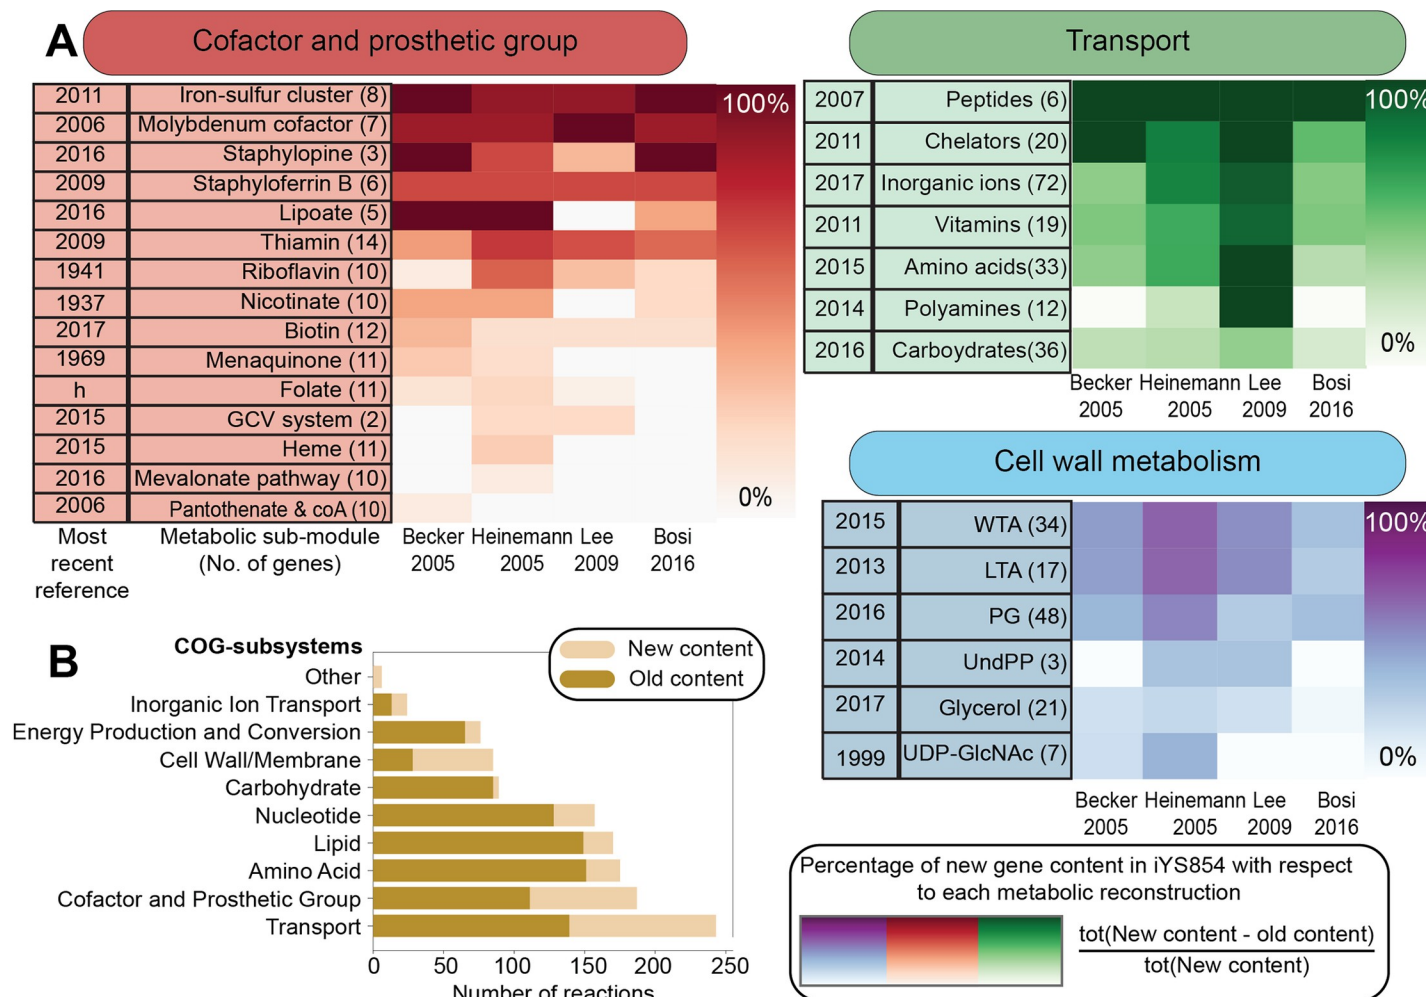 A
Cofactor and prosthetic group
2011 Iron-sulfur cluster (8)
2006 Molybdenum cofactor (7)
2016 Staphylopine (3)
2009 Staphyloferrin B (6)
2016 Lipoate (5)
2009 Thiamin (14)
1941 Riboflavin (10)
1937 Nicotinate (10)
2017 Biotin (12)
1969 Menaquinone (11)
h Folate (11)
2015 GCV system (2)
2015 Heme (11)
2016 Mevalonate pathway (10)
2006 Pantothenate & coA (10)
100%
0%
Most recent reference
Metabolic sub-module
(No. of genes)
Becker Heinemann Lee Bosi
2005 2005 2009 2016
Transport
2007 Peptides (6)
2011 Chelators (20)
2017 Inorganic ions (72)
2011 Vitamins (19)
2015 Amino acids(33)
2014 Polyamines (12)
2016 Carboydrates(36)
100%
0%
Becker Heinemann Lee Bosi
2005 2005 2009 2016
Cell wall metabolism
2015 WTA (34)
2013 LTA (17)
2016 PG (48)
2014 UndPP (3)
2017 Glycerol (21)
1999 UDP-GlcNAc (7)
100%
0%
Becker Heinemann Lee Bosi
2005 2005 2009 2016
B
COG-subsystems
New content
Old content
Other
Inorganic Ion Transport
Energy Production and Conversion
Cell Wall/Membrane
Carbohydrate
Nucleotide
Lipid
Amino Acid
Cofactor and Prosthetic Group
Transport
0 50 100 150 200 250
Number of reactions
Percentage of new gene content in iYS854 with respect
to each metabolic reconstruction
tot(New content - old content)
tot(New content)